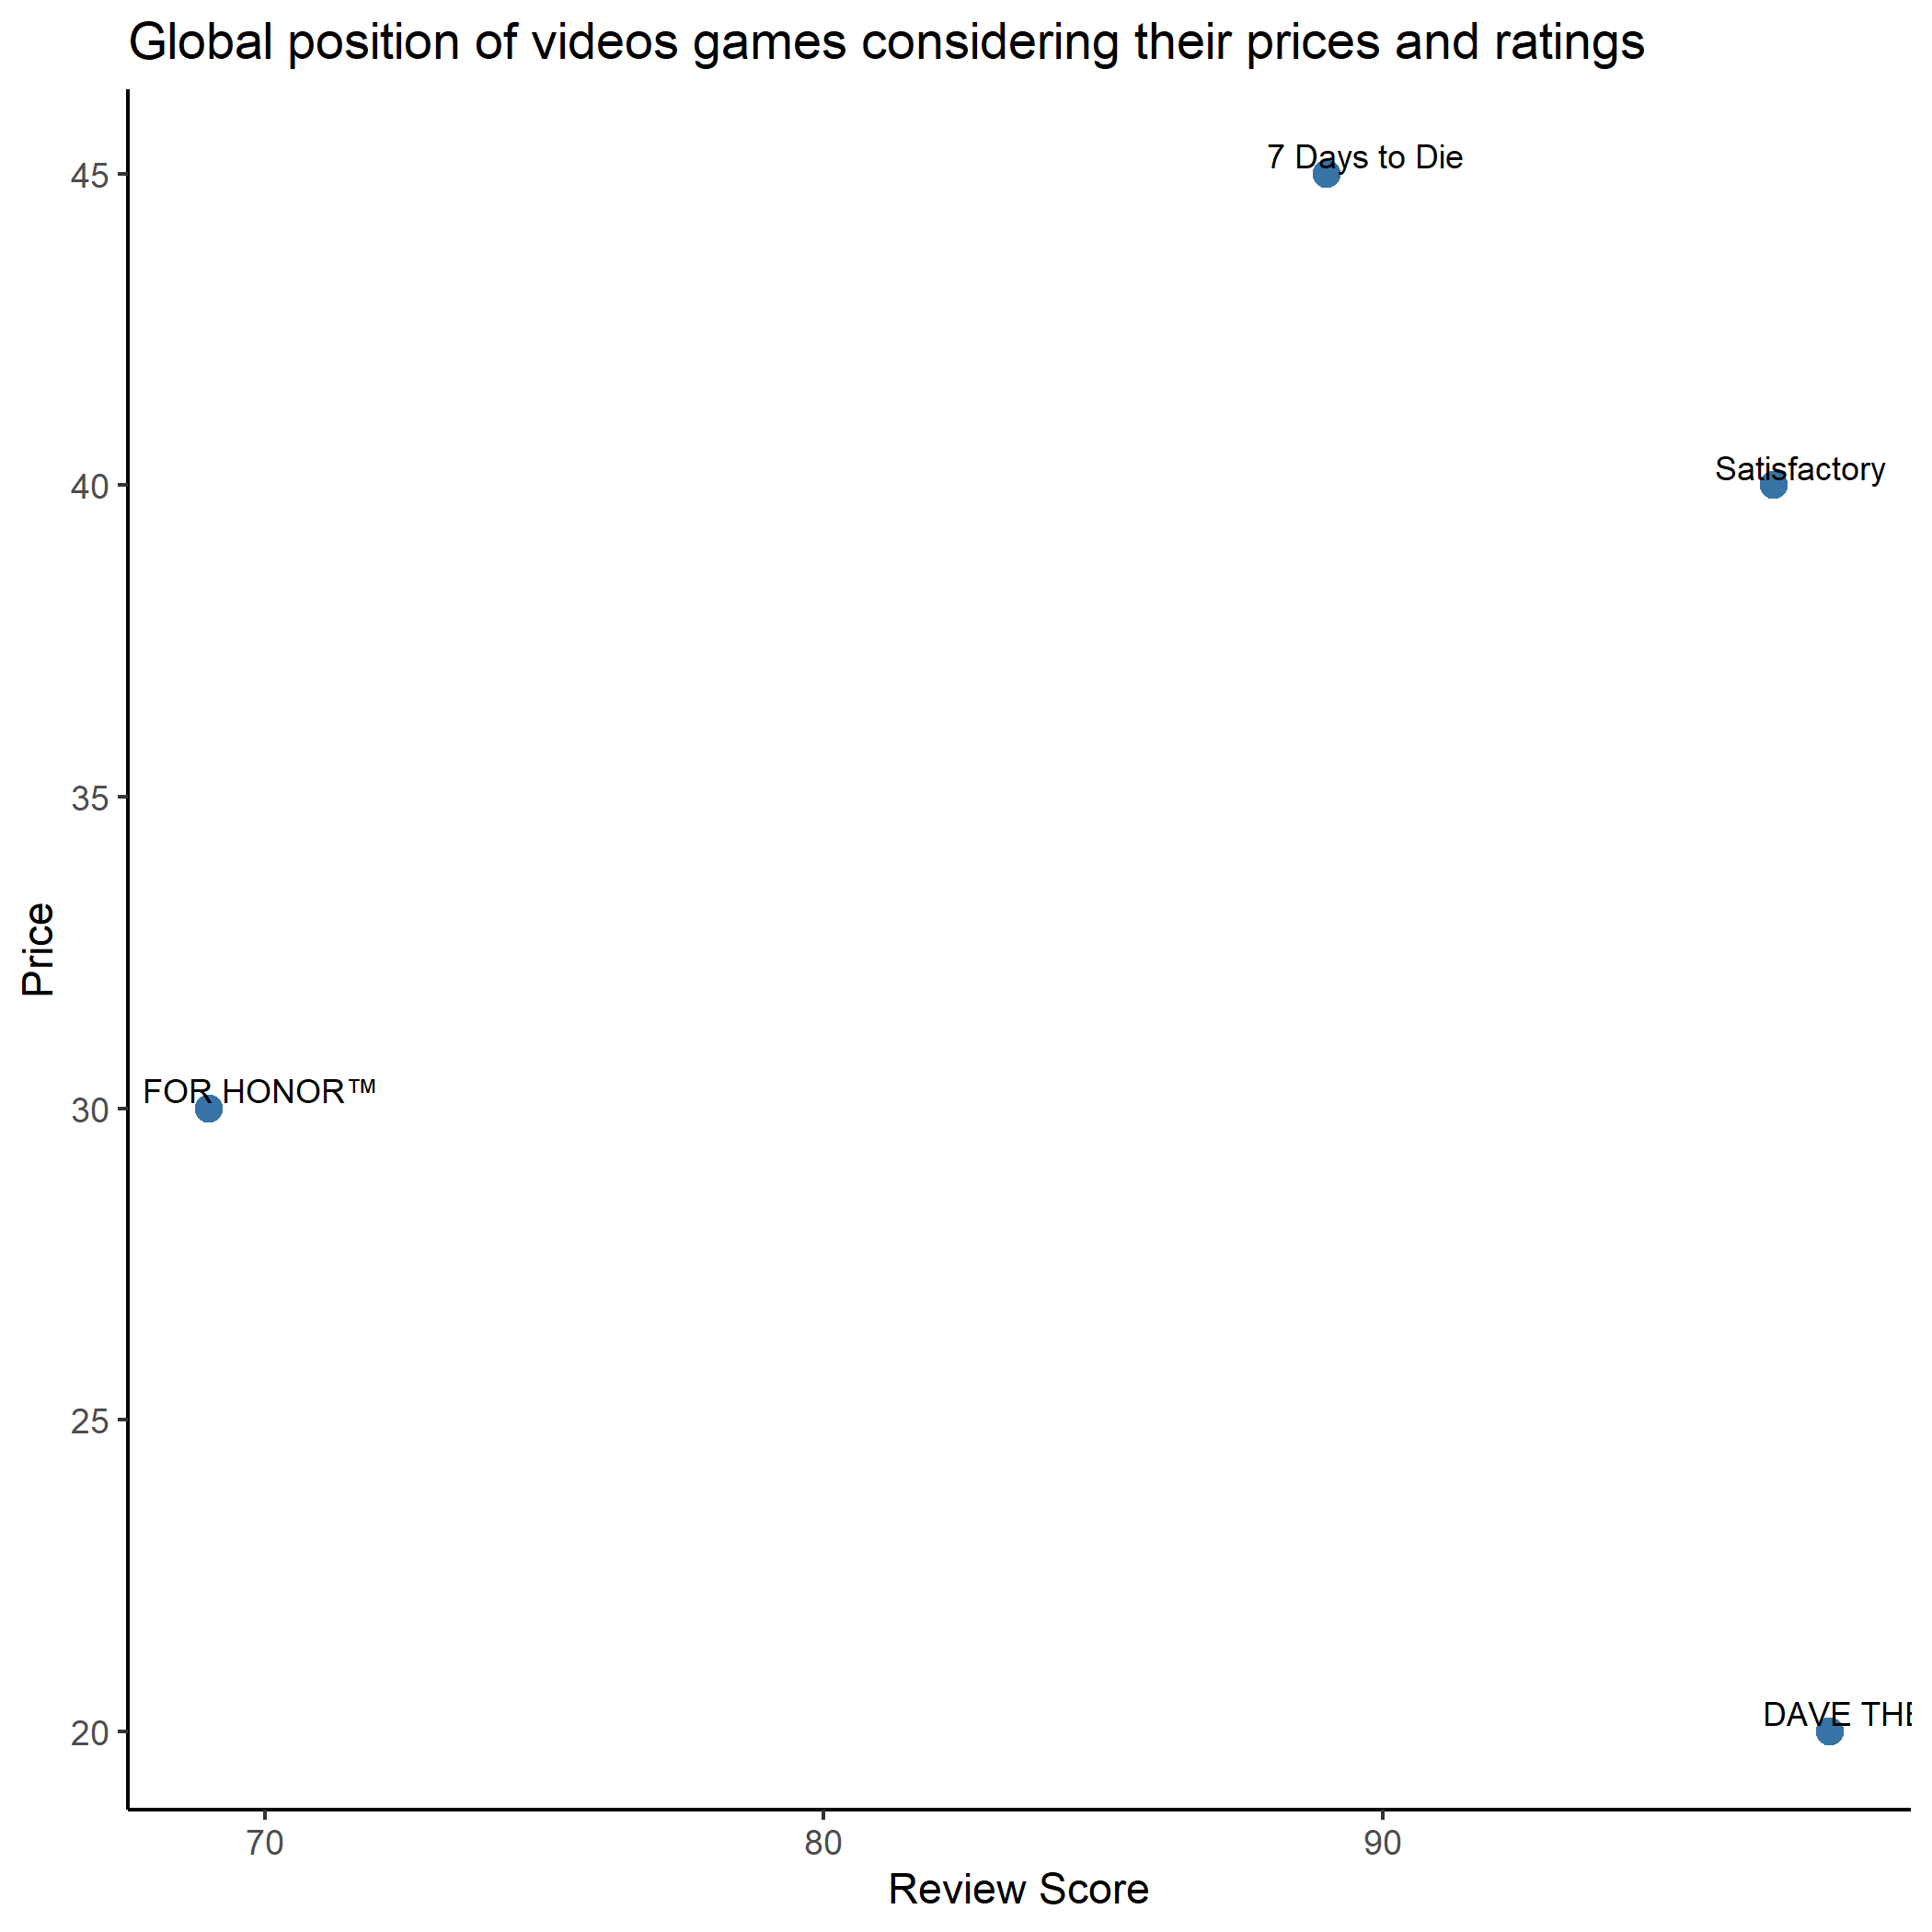 Global position of videos games considering their prices and ratings
45
40
35
30
25
20
Price
7 Days to Die
Satisfactory
FOR HONOR™
DAVE THE
70
80
90
Review Score